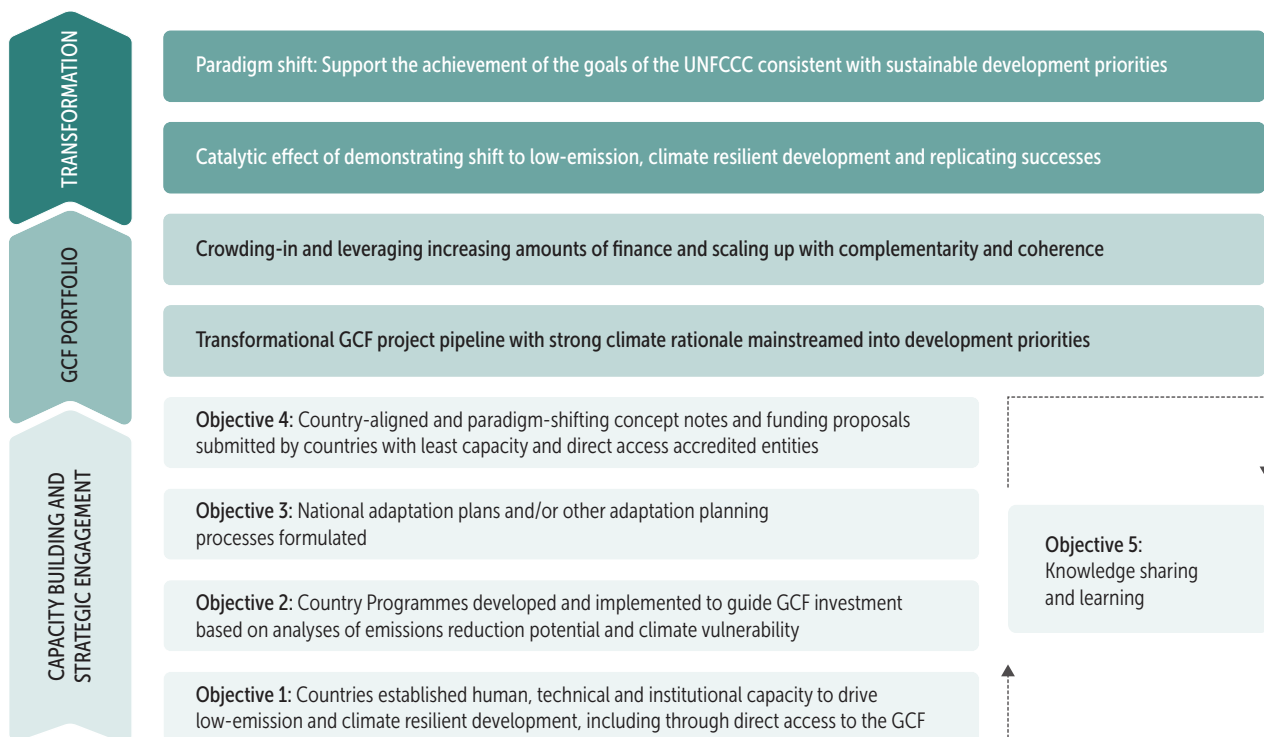 TRANSFORMATION
Paradigm shift: Support the achievement of the goals of the UNFCCC consistent with sustainable development priorities
Catalytic effect of demonstrating shift to low-emission, climate resilient development and replicating successes
GCF PORTFOLIO
Crowding-in and leveraging increasing amounts of finance and scaling up with complementarity and coherence
Transformational GCF project pipeline with strong climate rationale mainstreamed into development priorities
CAPACITY BUILDING AND
STRATEGIC ENGAGEMENT
Objective 4: Country-aligned and paradigm-shifting concept notes and funding proposals
submitted by countries with least capacity and direct access accredited entities
Objective 3: National adaptation plans and/or other adaptation planning
processes formulated
Objective 2: Country Programmes developed and implemented to guide GCF investment
based on analyses of emissions reduction potential and climate vulnerability
Objective 1: Countries established human, technical and institutional capacity to drive
low-emission and climate resilient development, including through direct access to the GCF
Objective 5:
Knowledge sharing
and learning